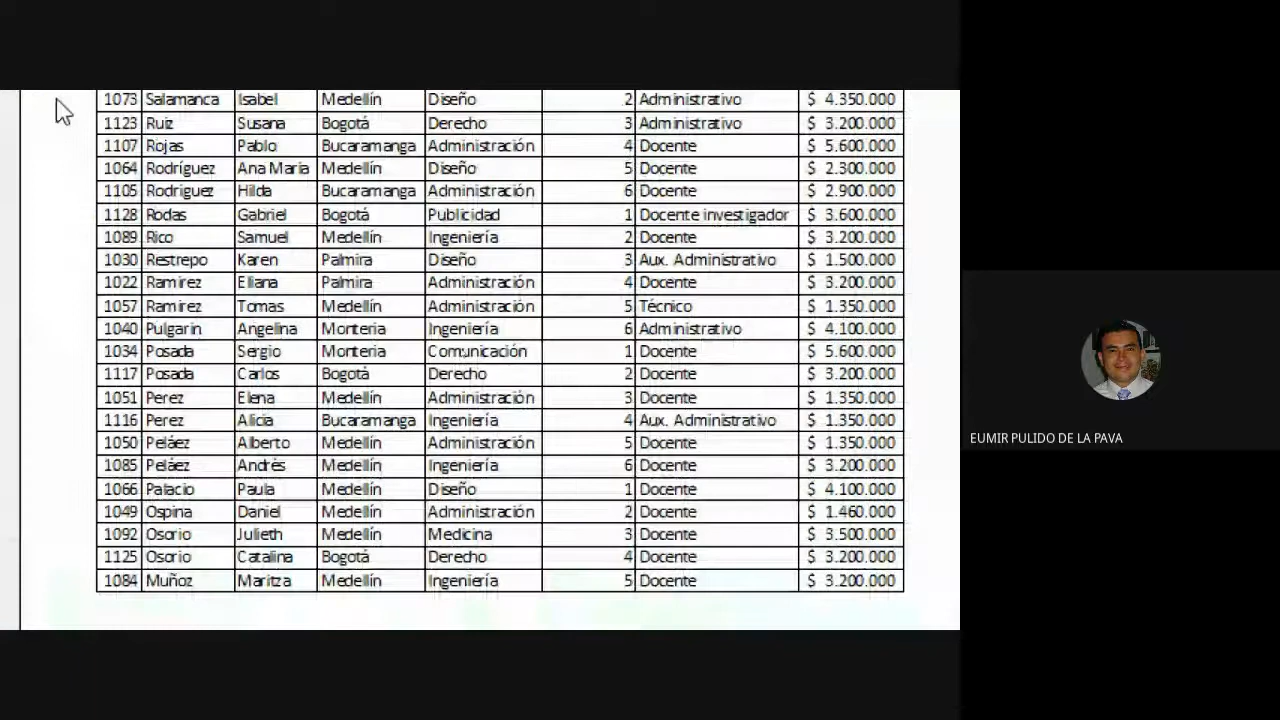 1073 Salamanca Isabel Medellín Diseño 2 Administrativo $ 4.350.000
1123 Ruiz Susana Bogotá Derecho 3 Administrativo $ 3.200.000
1107 Rojas Pablo Bucaramanga Administración 4 Docente $ 5.600.000
1064 Rodríguez Ana Maria Medellín Diseño 5 Docente $ 2.300.000
1105 Rodríguez Hilda Bucaramanga Administración 6 Docente $ 2.900.000
1128 Rodas Gabriel Bogotá Publicidad 1 Docente investigador $ 3.600.000
1089 Rico Samuel Medellín Ingeniería 2 Docente $ 3.200.000
1030 Restrepo Karen Palmira Diseño 3 Aux. Administrativo $ 1.500.000
1022 Ramirez Eliana Palmira Administración 4 Docente $ 3.200.000
1057 Ramirez Tomas Medellín Administración 5 Técnico $ 1.350.000
1040 Pulgarin Angelina Monteria Ingeniería 6 Administrativo $ 4.100.000
1034 Posada Sergio Monteria Comunicación 1 Docente $ 5.600.000
1117 Posada Carlos Bogotá Derecho 2 Docente $ 3.200.000
1051 Perez Elena Medellín Administración 3 Docente $ 1.350.000
1116 Perez Alicia Bucaramanga Ingeniería 4 Aux. Administrativo $ 1.350.000
1050 Peláez Alberto Medellín Administración 5 Docente $ 1.350.000
1085 Peláez Andrés Medellín Ingeniería 6 Docente $ 3.200.000
1066 Palacio Paula Medellín Diseño 1 Docente $ 4.100.000
1049 Ospina Daniel Medellín Administración 2 Docente $ 1.460.000
1092 Osorio Julieth Medellín Medicina 3 Docente $ 3.500.000
1125 Osorio Catalina Bogotá Derecho 4 Docente $ 3.200.000
1084 Muñoz Maritza Medellín Ingeniería 5 Docente $ 3.200.000
EUMIR PULIDO DE LA PAVA